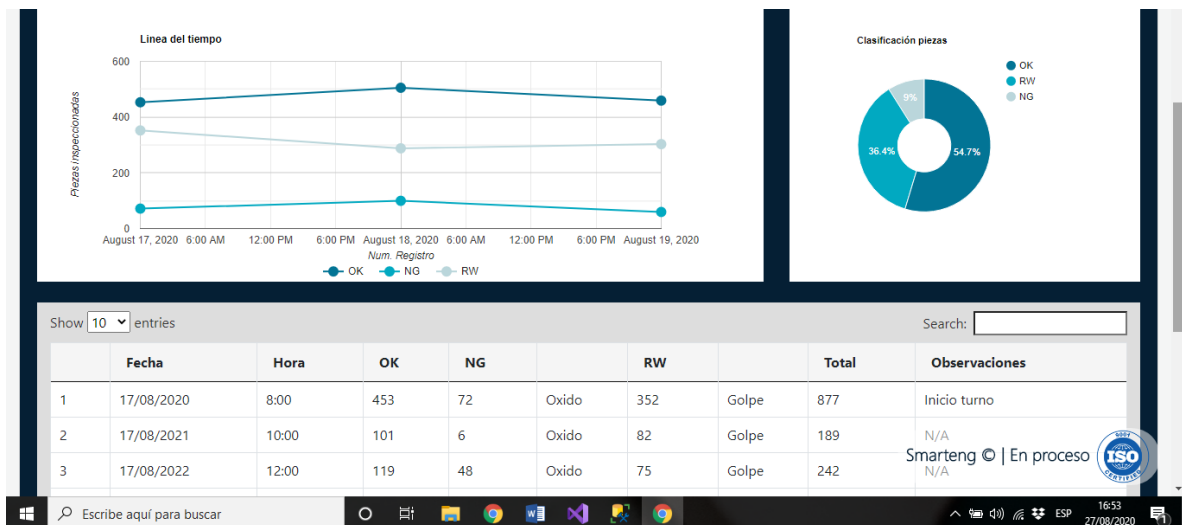 Linea del tiempo
600
400
200
0
Piezas inspeccionadas
August 17, 2020 6:00 AM 12:00 PM 6:00 PM August 18, 2020 6:00 AM 12:00 PM 6:00 PM August 19, 2020
Num. Registro
OK NG RW
Clasificación piezas
OK
RW
NG
9%
36.4%
54.7%
Show 10 entries Search:
Fecha Hora OK NG RW Total Observaciones
1 17/08/2020 8:00 453 72 Oxido 352 Golpe 877 Inicio turno
2 17/08/2021 10:00 101 6 Oxido 82 Golpe 189 N/A
3 17/08/2022 12:00 119 48 Oxido 75 Golpe 242 N/A
Smarteng © | En proceso
9001
ISO
CERTIFIED
Escribe aquí para buscar
ESP
16:53
27/08/2020
1